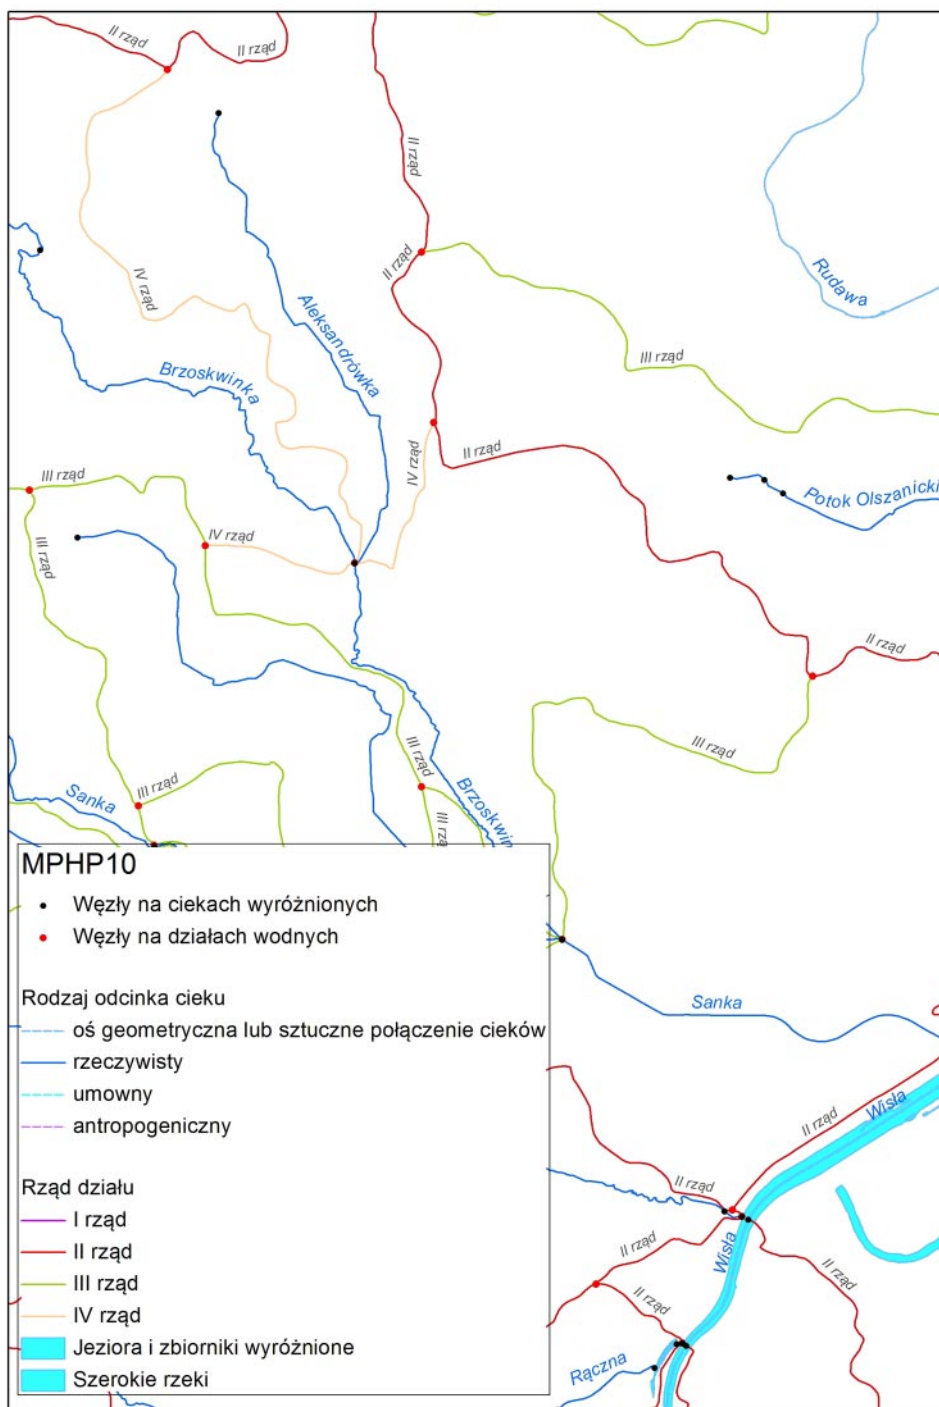 II rząd
II rząd
II rząd
II rząd
Rudawa
IV rząd
Aleksandrówka
III rząd
Brzoskwinka
II rząd
IV rząd
III rząd
Potok Olszanicki
IV rząd
III rząd
II rząd
III rząd
III rząd
III rząd
Sanka
Brzoskwin
III rzą
MPHP10
Węzły na ciekach wyróżnionych
Węzły na działach wodnych
Rodzaj odcinka cieku
oś geometryczna lub sztuczne połączenie cieków
rzeczywisty
umowny
antropogeniczny
Rząd działu
I rząd
II rząd
III rząd
IV rząd
Jeziora i zbiorniki wyróżnione
Szerokie rzeki
Sanka
Wisła
II rząd
II rząd
II rząd
Wisła
II rząd
II rząd
Rączna